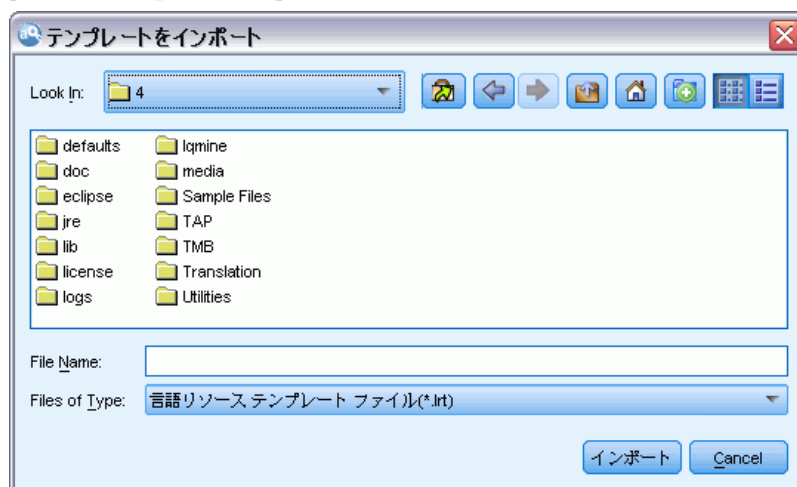 テンプレートをインポート
Look In: 4
defaults lqmine
doc media
eclipse Sample Files
jre TAP
lib TMB
license Translation
logs Utilities
File Name:
Files of Type: 言語リソース テンプレート ファイル(*.lrt)
インポート Cancel